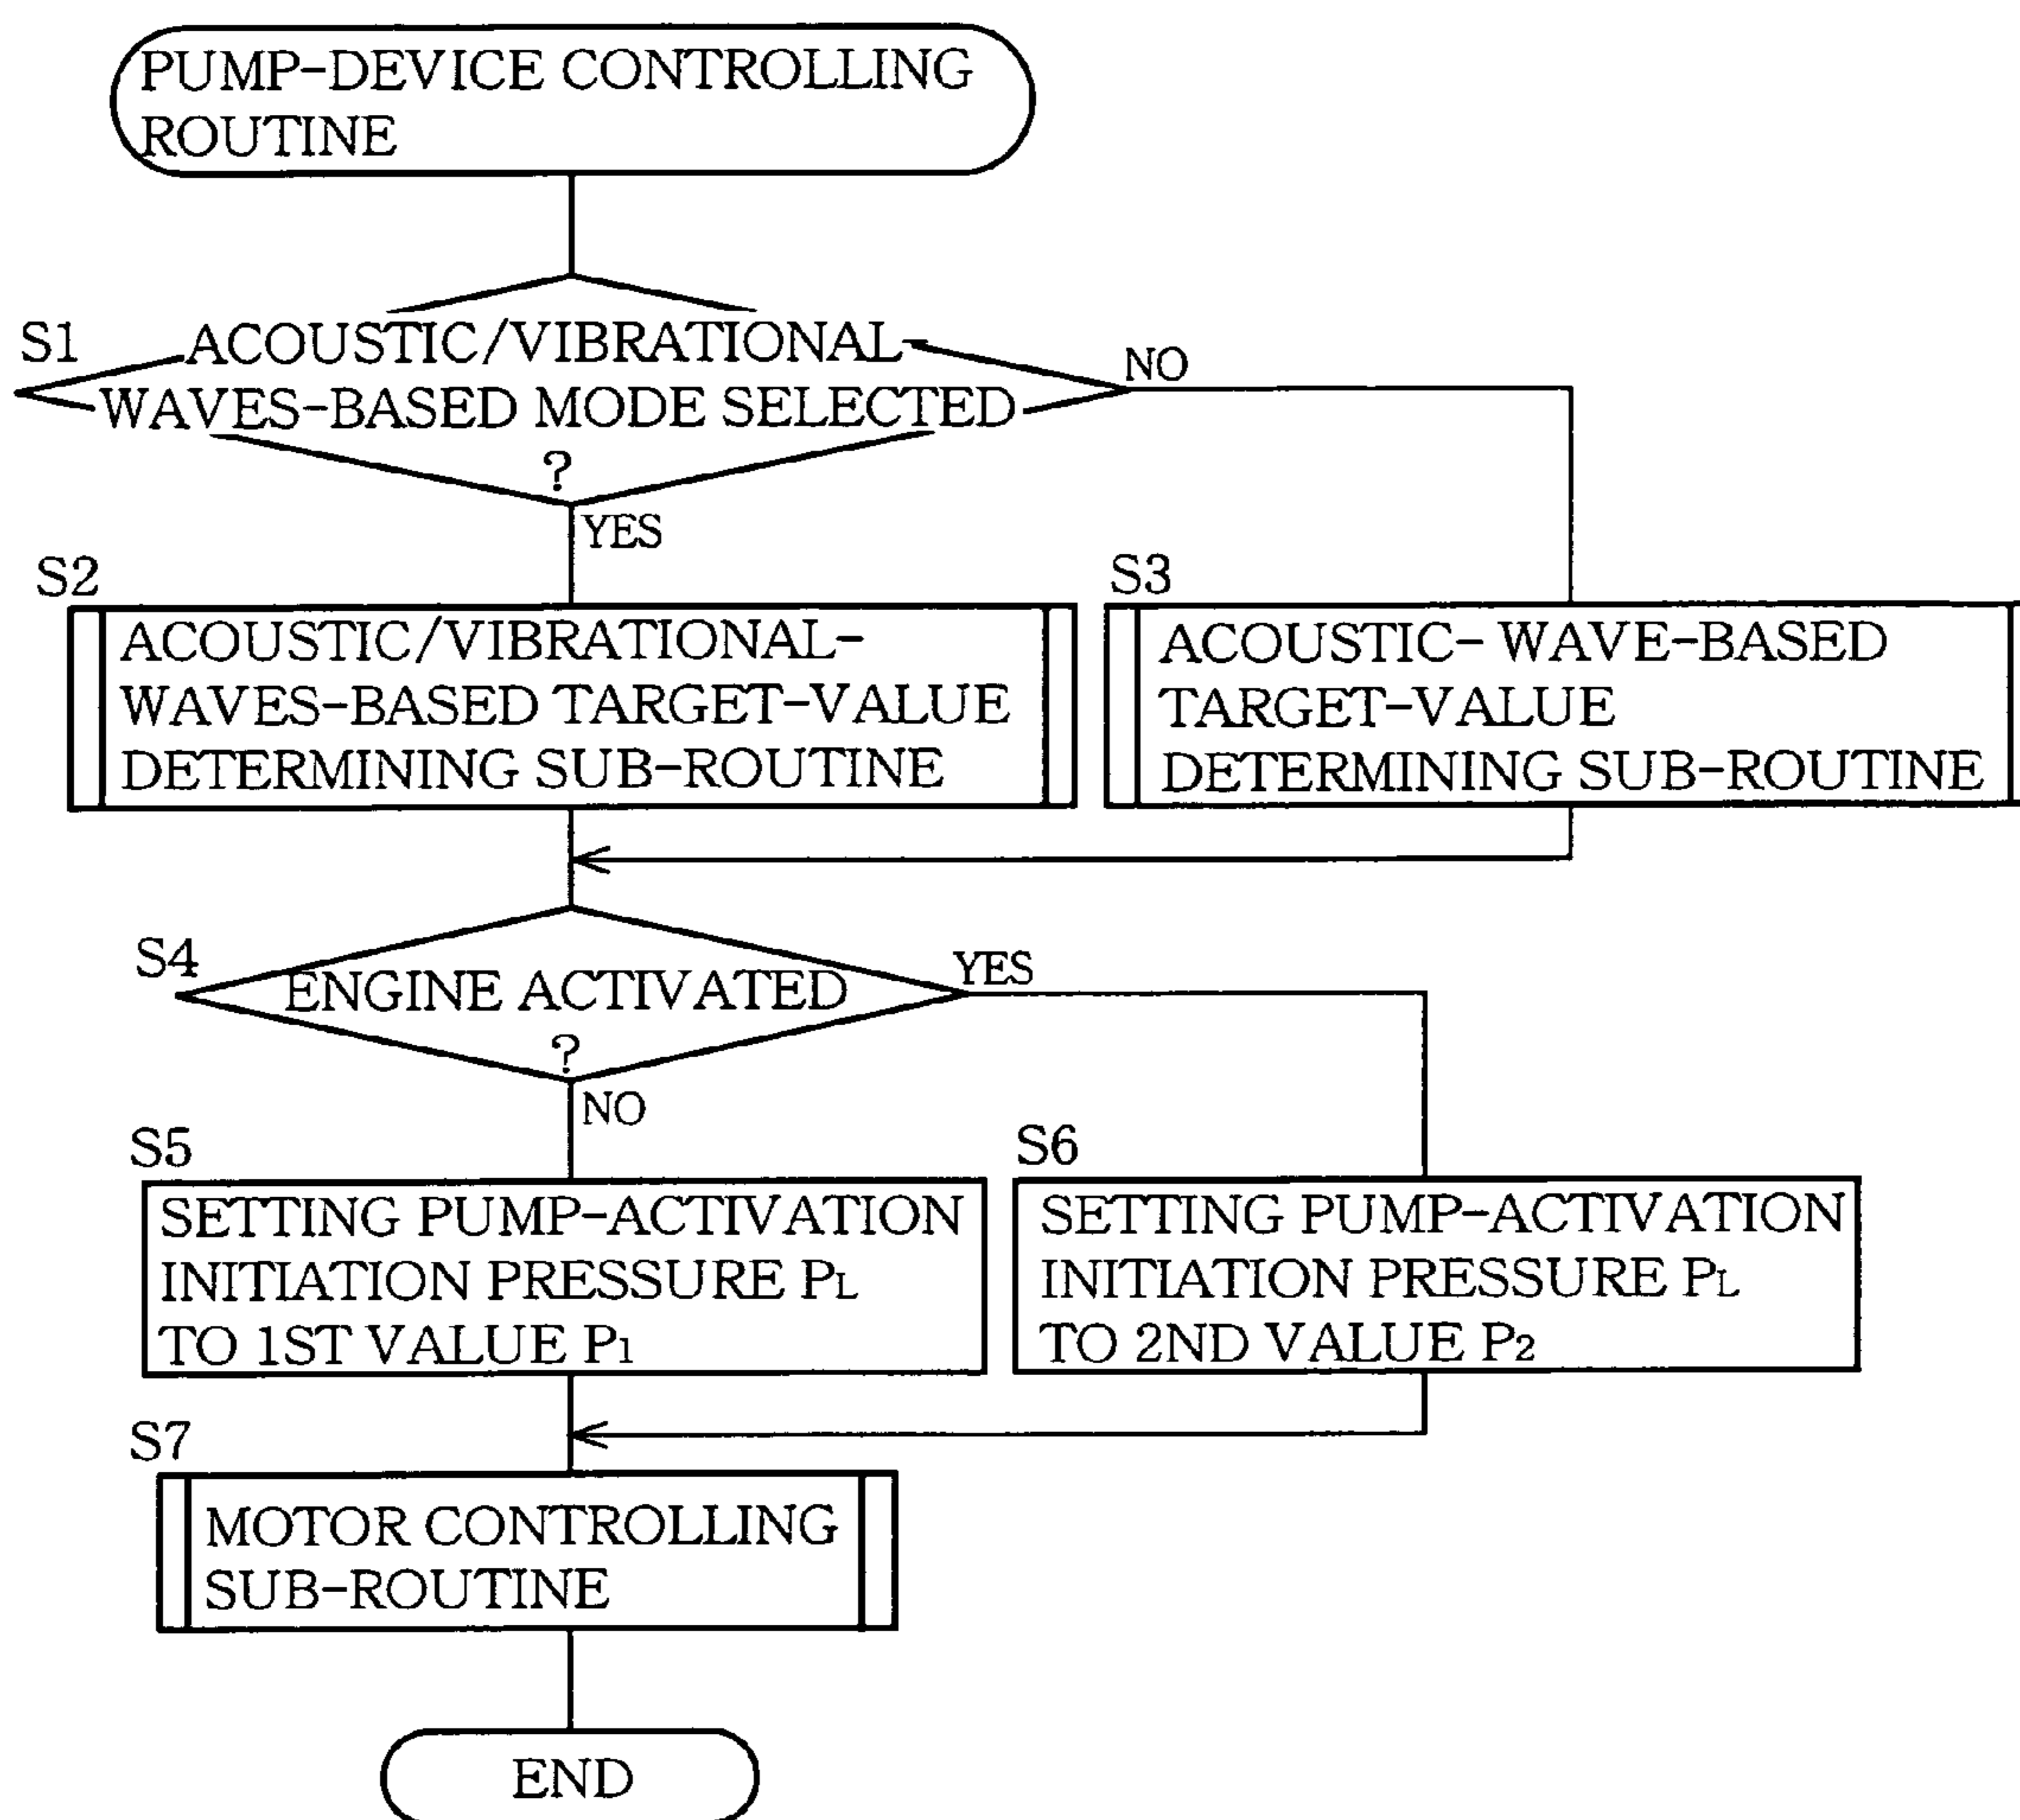 PUMP-DEVICE CONTROLLING
ROUTINE
S1
ACOUSTIC/VIBRATIONAL
WAVES-BASED MODE SELECTED
?
NO
YES
S2
ACOUSTIC/VIBRATIONAL-
WAVES-BASED TARGET-VALUE
DETERMINING SUB-ROUTINE
S3
ACOUSTIC-WAVE-BASED
TARGET-VALUE
DETERMINING SUB-ROUTINE
S4
ENGINE ACTIVATED
?
YES
NO
S5
SETTING PUMP-ACTIVATION
INITIATION PRESSURE PL
TO 1ST VALUE P1
S6
SETTING PUMP-ACTIVATION
INITIATION PRESSURE PL
TO 2ND VALUE P2
S7
MOTOR CONTROLLING
SUB-ROUTINE
END